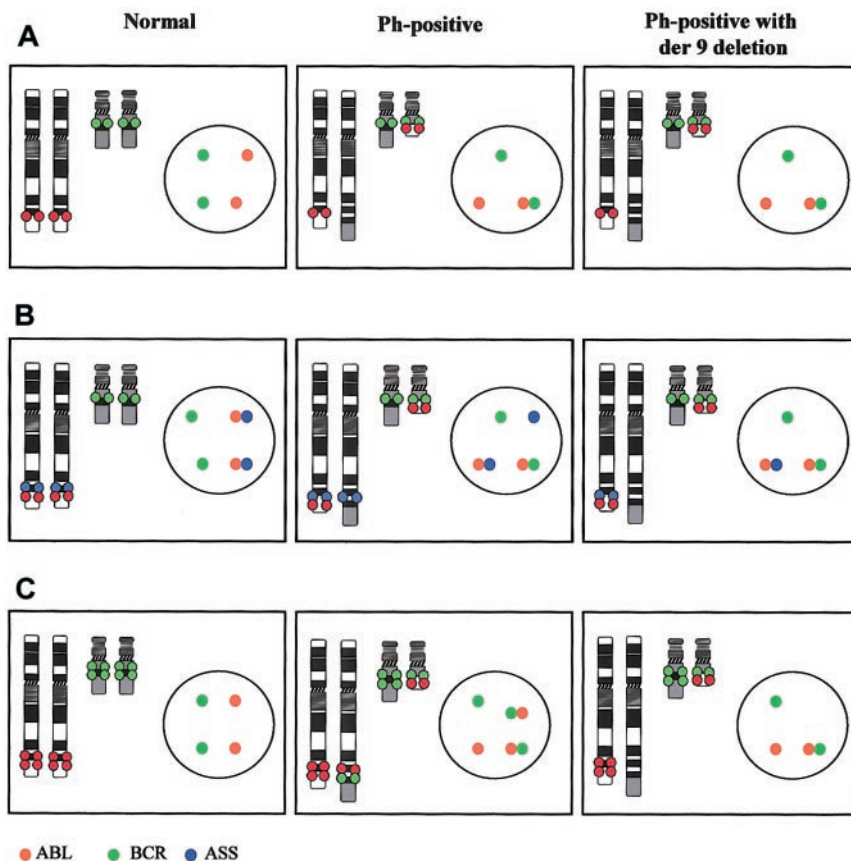 Normal
Ph-positive
Ph-positive with
der 9 deletion
A
B
C
ABL BCR ASS